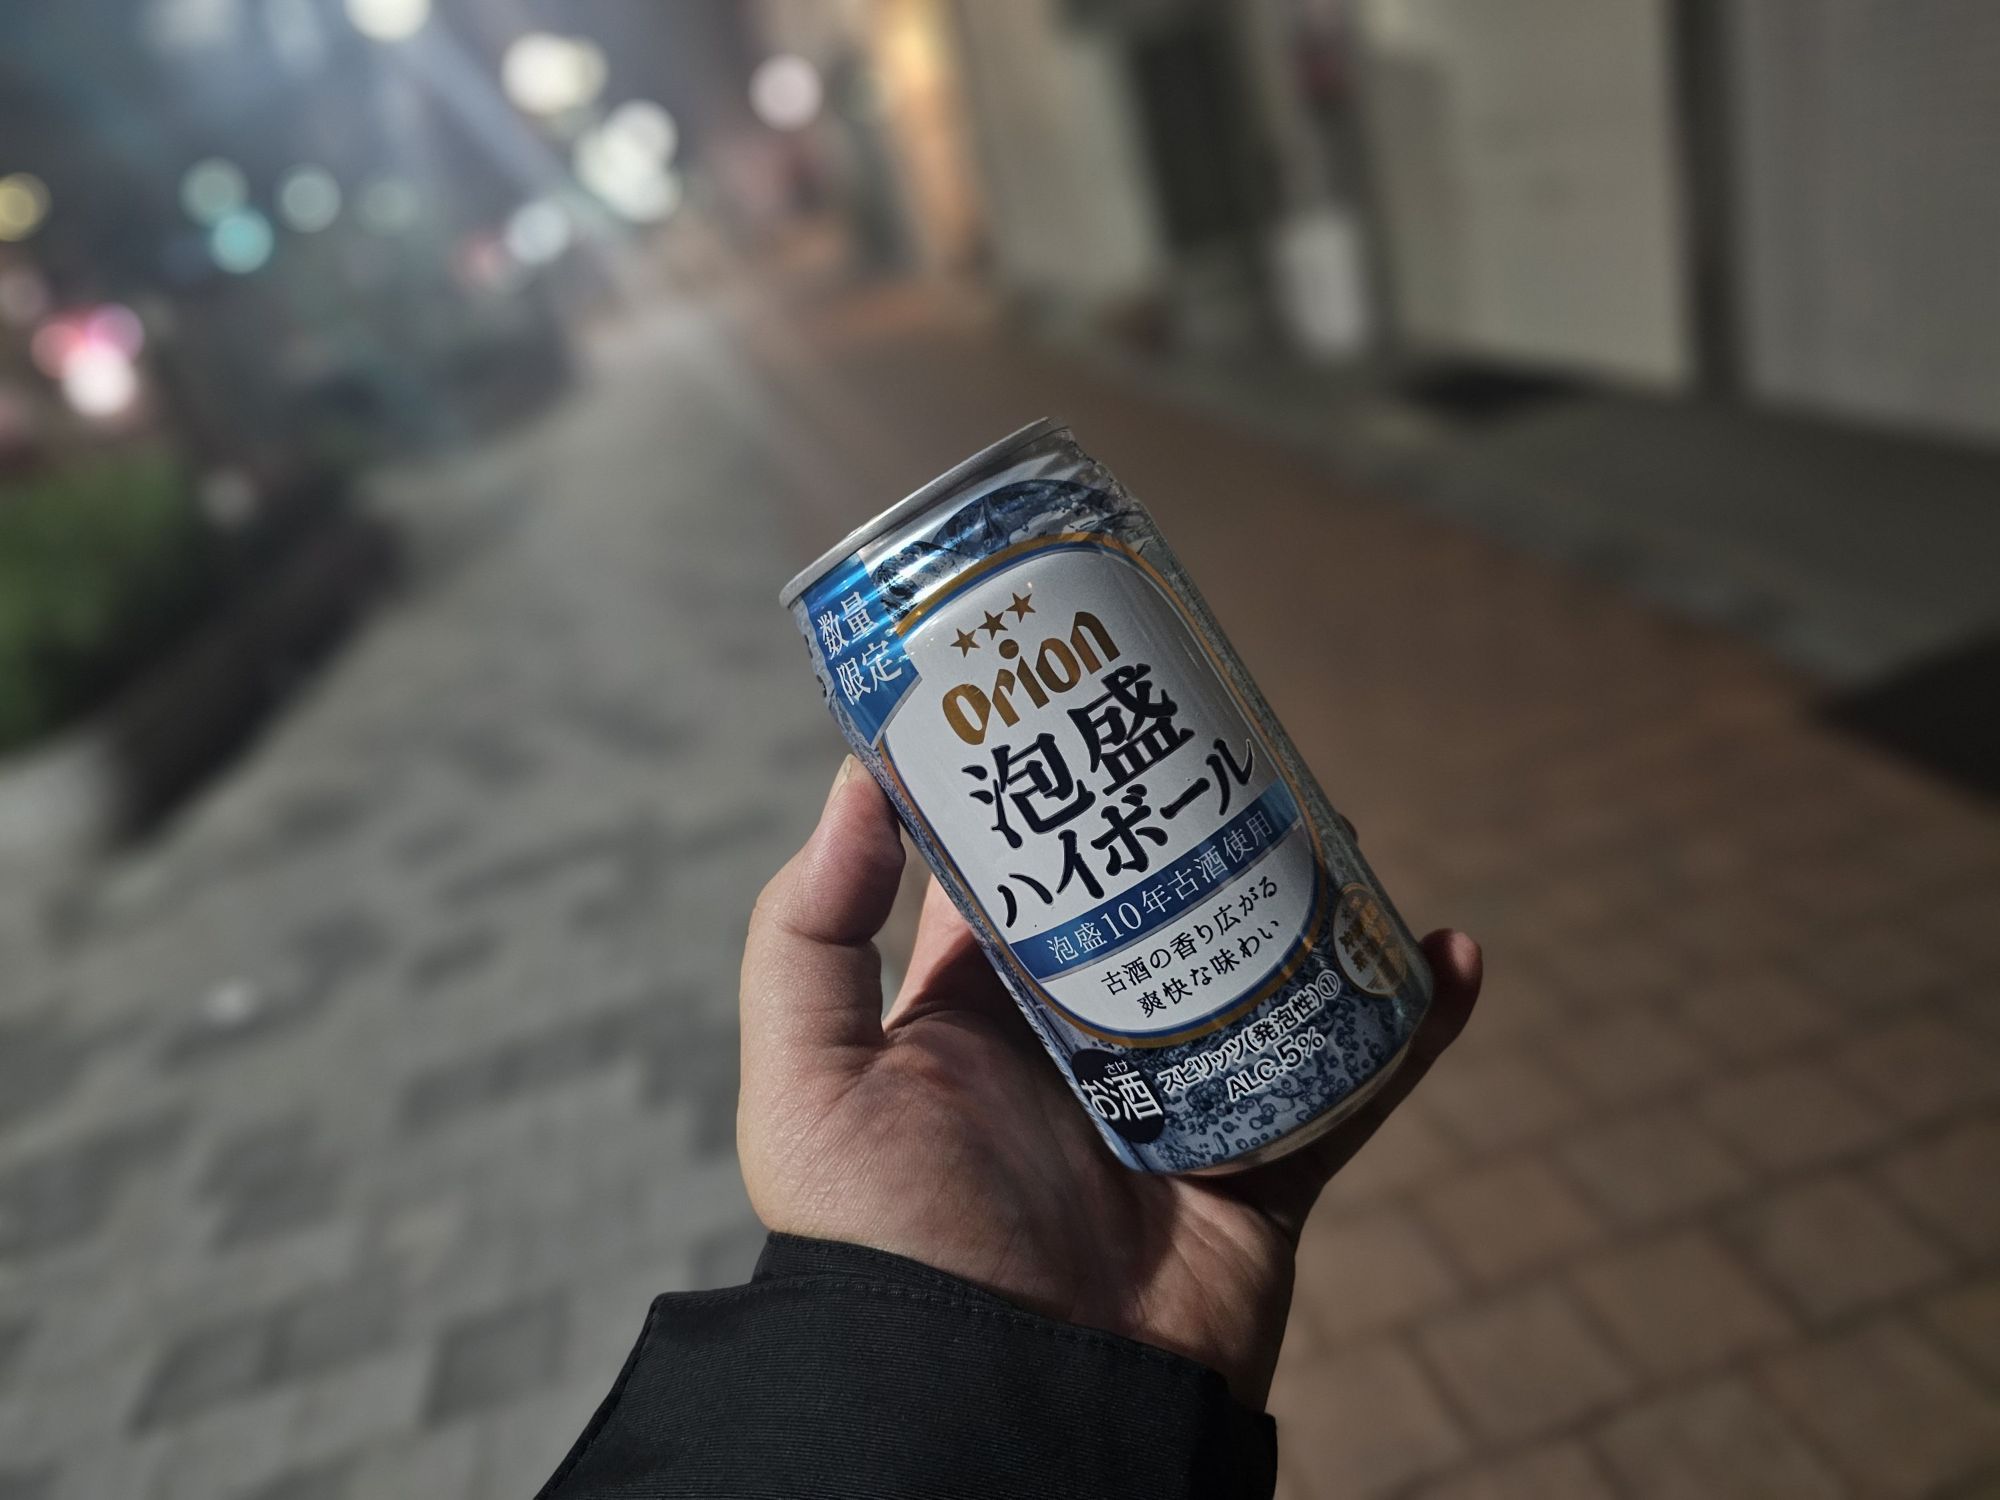 数量
限定
orion
泡盛
ハイボール
泡盛10年古酒使用
古酒の香り広がる
爽快な味わい
スピリッツ(発泡性)①
ALC.5%
さけ
お酒